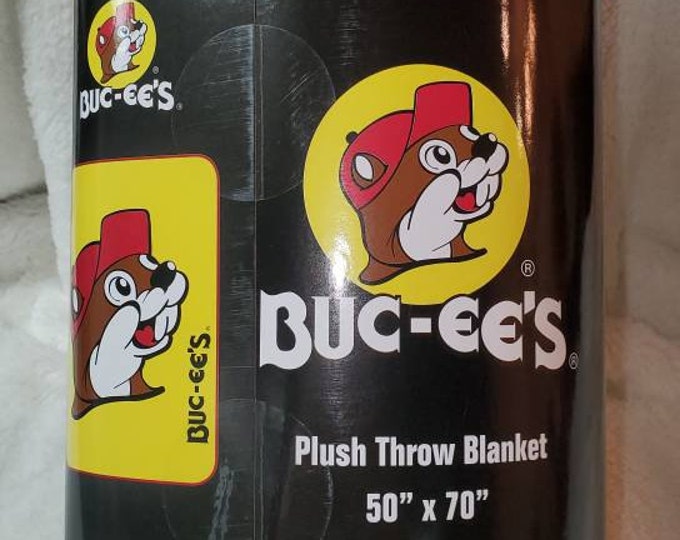 BUC-EE'S®
BUC-EE'S®
®
BUC-EE'S®
Plush Throw Blanket
50” x 70”